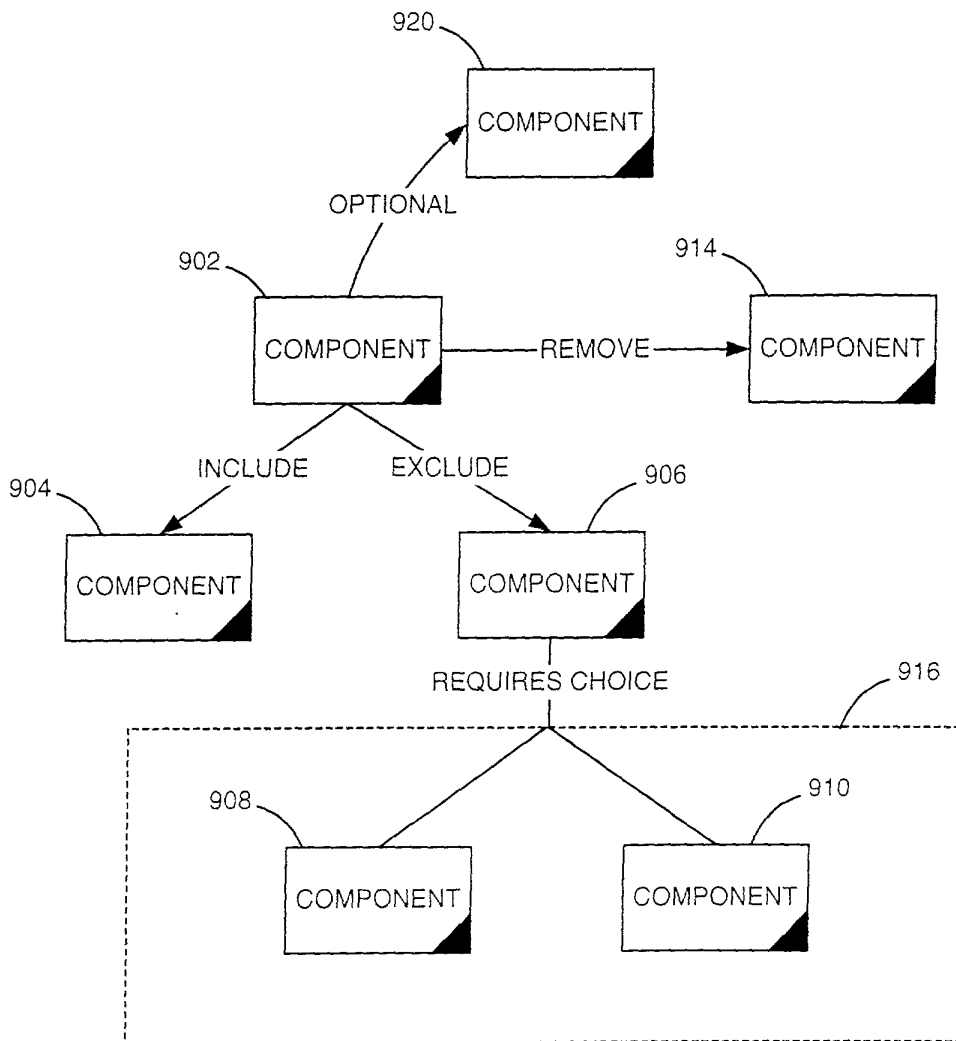 920
COMPONENT
OPTIONAL
902
914
COMPONENT
REMOVE
COMPONENT
INCLUDE
EXCLUDE
904
906
COMPONENT
COMPONENT
REQUIRES CHOICE
916
908
910
COMPONENT
COMPONENT